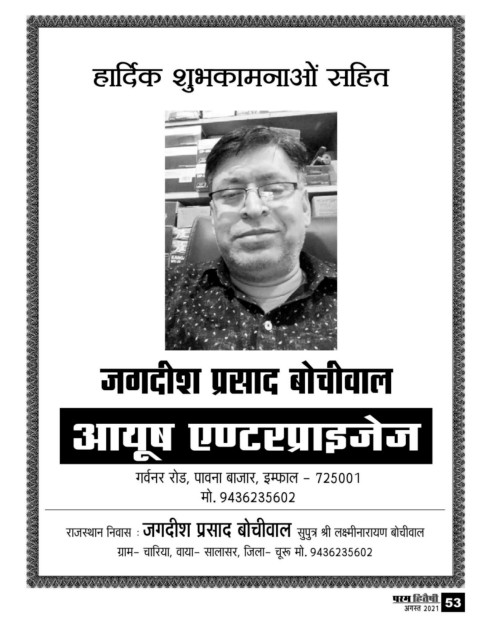 हार्दिक शुभकामनाओं सहित
जगदीश प्रसाद बोचीवाल
आयूष एण्टरप्राइजेज
गर्वनर रोड, पावना बाजार, इम्फाल – 725001
मो. 9436235602
राजस्थान निवास : जगदीश प्रसाद बोचीवाल सुपुत्र श्री लक्ष्मीनारायण बोचीवाल
ग्राम– चारिया, वाया– सालासर, जिला– चूरू मो. 9436235602
परम हितैषी
अगस्त 2021 53